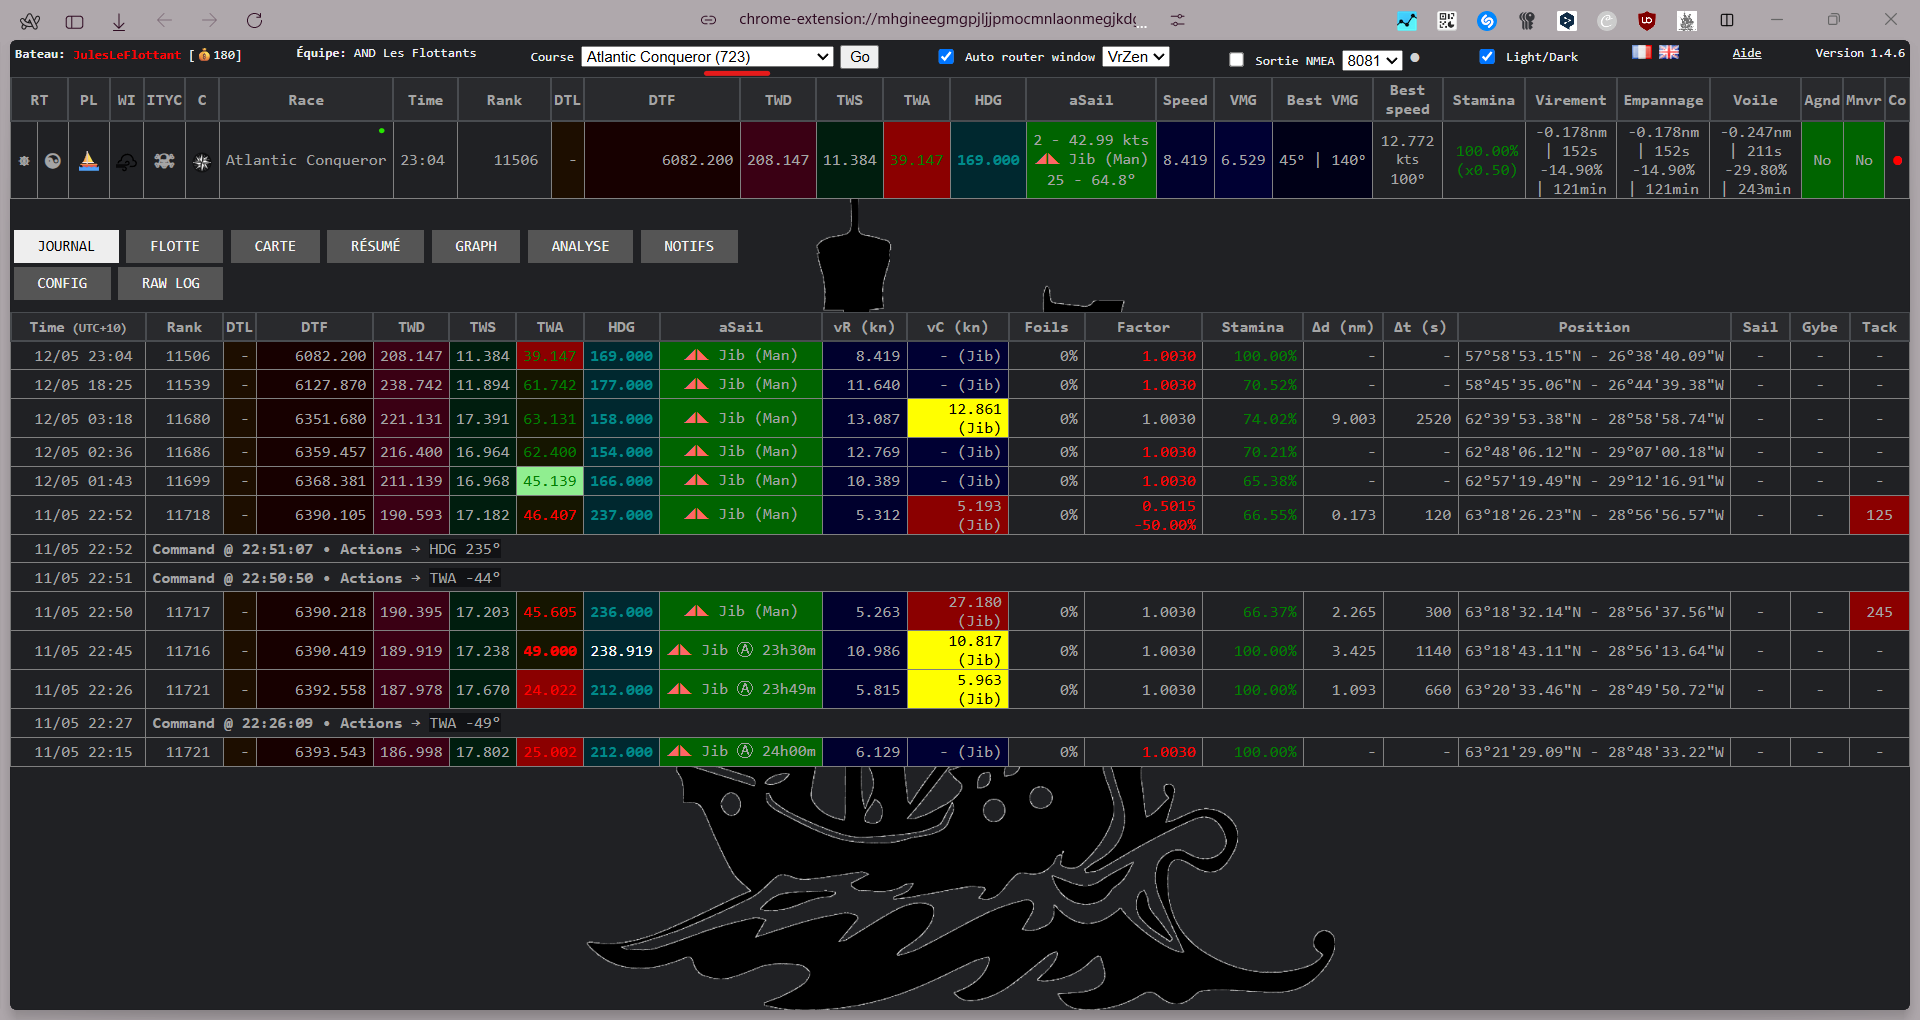 chrome-extension://mhgineegmgpjljjpmocmnlaonmegjkdg...
Bateau: JulesLeFlottant [💰180] Équipe: AND Les Flottants Course Atlantic Conqueror (723) Go Auto router window VrZen Sortie NMEA 8081 Light/Dark Aide Version 1.4.6
RT PL WI ITYC C Race Time Rank DTL DTF TWD TWS TWA HDG aSail Speed VMG Best VMG Best speed Stamina Virement Empannage Voile Agnd Mnvr Co
Atlantic Conqueror 23:04 11506 - 6082.200 208.147 11.384 39.147 169.000 2 - 42.99 kts Jib (Man) 25 - 64.8° 8.419 6.529 45° | 140° 12.772 kts 100° 100.00% (x0.50) -0.178nm | 152s -14.90% | 121min -0.178nm | 152s -14.90% | 121min -0.247nm | 211s -29.80% | 243min No No
JOURNAL FLOTTE CARTE RÉSUMÉ GRAPH ANALYSE NOTIFS
CONFIG RAW LOG
Time (UTC+10) Rank DTL DTF TWD TWS TWA HDG aSail vR (kn) vC (kn) Foils Factor Stamina Δd (nm) Δt (s) Position Sail Gybe Tack
12/05 23:04 11506 - 6082.200 208.147 11.384 39.147 169.000 Jib (Man) 8.419 - (Jib) 0% 1.0030 100.00% - - 57°58'53.15"N - 26°38'40.09"W - - -
12/05 18:25 11539 - 6127.870 238.742 11.894 61.742 177.000 Jib (Man) 11.640 - (Jib) 0% 1.0030 70.52% - - 58°45'35.06"N - 26°44'39.38"W - - -
12/05 03:18 11680 - 6351.680 221.131 17.391 63.131 158.000 Jib (Man) 13.087 12.861 (Jib) 0% 1.0030 74.02% 9.003 2520 62°39'53.38"N - 28°58'58.74"W - - -
12/05 02:36 11686 - 6359.457 216.400 16.964 62.400 154.000 Jib (Man) 12.769 - (Jib) 0% 1.0030 70.21% - - 62°48'06.12"N - 29°07'00.18"W - - -
12/05 01:43 11699 - 6368.381 211.139 16.968 45.139 166.000 Jib (Man) 10.389 - (Jib) 0% 1.0030 65.38% - - 62°57'19.49"N - 29°12'16.91"W - - -
11/05 22:52 11718 - 6390.105 190.593 17.182 46.407 237.000 Jib (Man) 5.312 5.193 (Jib) 0% 0.5015 -50.00% 66.55% 0.173 120 63°18'26.23"N - 28°56'56.57"W - - 125
11/05 22:52 Command @ 22:51:07 • Actions → HDG 235°
11/05 22:51 Command @ 22:50:50 • Actions → TWA -44°
11/05 22:50 11717 - 6390.218 190.395 17.203 45.605 236.000 Jib (Man) 5.263 27.180 (Jib) 0% 1.0030 66.37% 2.265 300 63°18'32.14"N - 28°56'37.56"W - - 245
11/05 22:45 11716 - 6390.419 189.919 17.238 49.000 238.919 Jib Ⓐ 23h30m 10.986 10.817 (Jib) 0% 1.0030 100.00% 3.425 1140 63°18'43.11"N - 28°56'13.64"W - - -
11/05 22:26 11721 - 6392.558 187.978 17.670 24.022 212.000 Jib Ⓐ 23h49m 5.815 5.963 (Jib) 0% 1.0030 100.00% 1.093 660 63°20'33.46"N - 28°49'50.72"W - - -
11/05 22:27 Command @ 22:26:09 • Actions → TWA -49°
11/05 22:15 11721 - 6393.543 186.998 17.802 25.002 212.000 Jib Ⓐ 24h00m 6.129 - (Jib) 0% 1.0030 100.00% - - 63°21'29.09"N - 28°48'33.22"W - - -